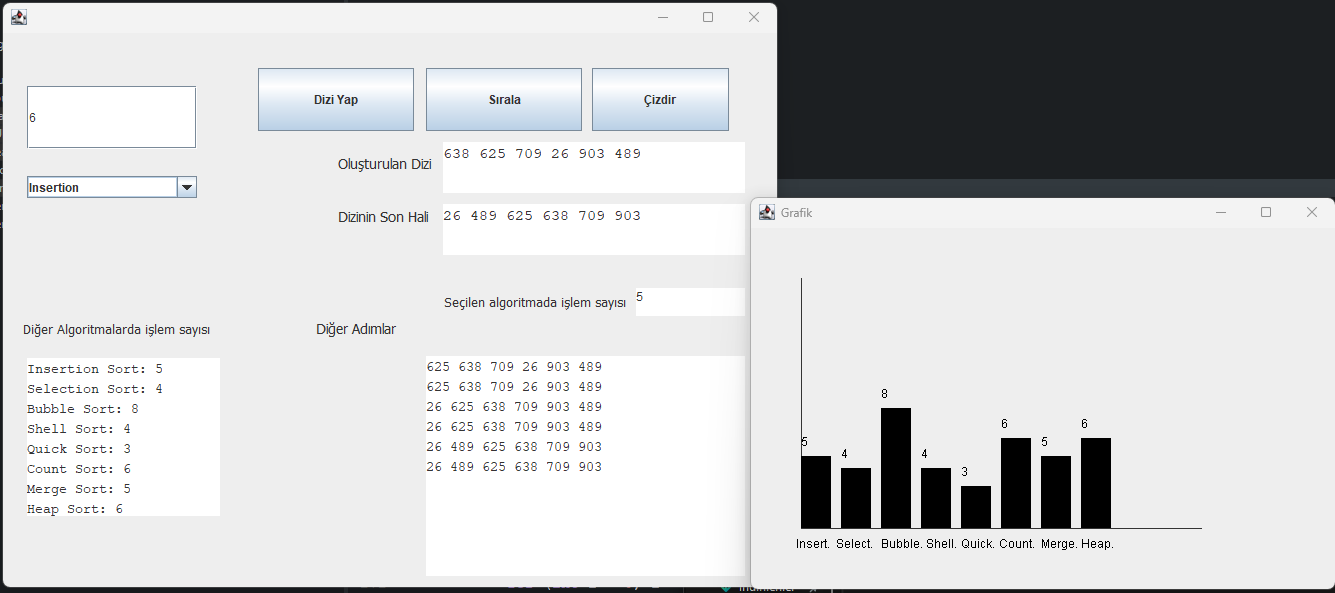 6
Dizi Yap
Sırala
Çizdir
Insertion
Oluşturulan Dizi
638 625 709 26 903 489
Dizinin Son Hali
26 489 625 638 709 903
Seçilen algoritmada işlem sayısı
5
Diğer Algoritmalarda işlem sayısı
Insertion Sort: 5
Selection Sort: 4
Bubble Sort: 8
Shell Sort: 4
Quick Sort: 3
Count Sort: 6
Merge Sort: 5
Heap Sort: 6
Diğer Adımlar
625 638 709 26 903 489
625 638 709 26 903 489
26 625 638 709 903 489
26 625 638 709 903 489
26 489 625 638 709 903
26 489 625 638 709 903
Grafik
5 4 8 4 3 6 5 6
Insert. Select. Bubble. Shell. Quick. Count. Merge. Heap.